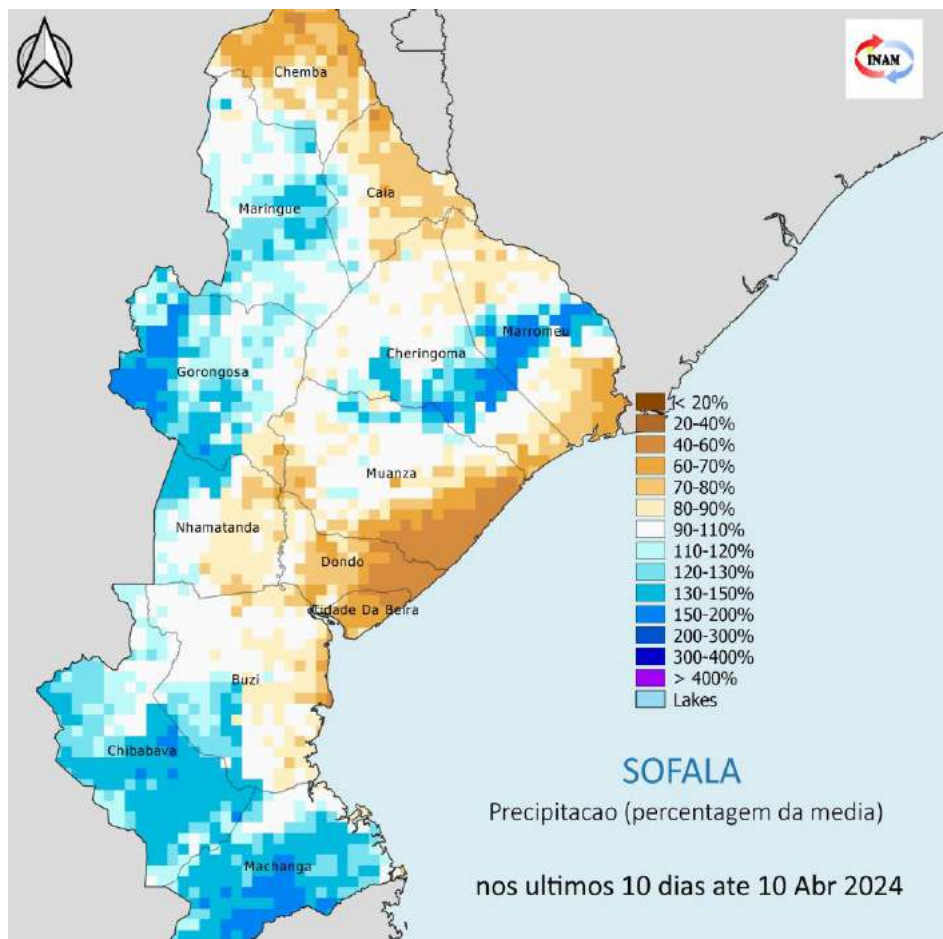 INAM
Chemba
Caia
Maringue
Marromeu
Cheringoma
Gorongosa
< 20%
20-40%
40-60%
60-70%
70-80%
80-90%
90-110%
110-120%
120-130%
130-150%
150-200%
200-300%
300-400%
> 400%
Lakes
Muanza
Nhamatanda
Dondo
Cidade Da Beira
Buzi
Chibabava
Machanga
SOFALA
Precipitacao (percentagem da media)
nos ultimos 10 dias ate 10 Abr 2024